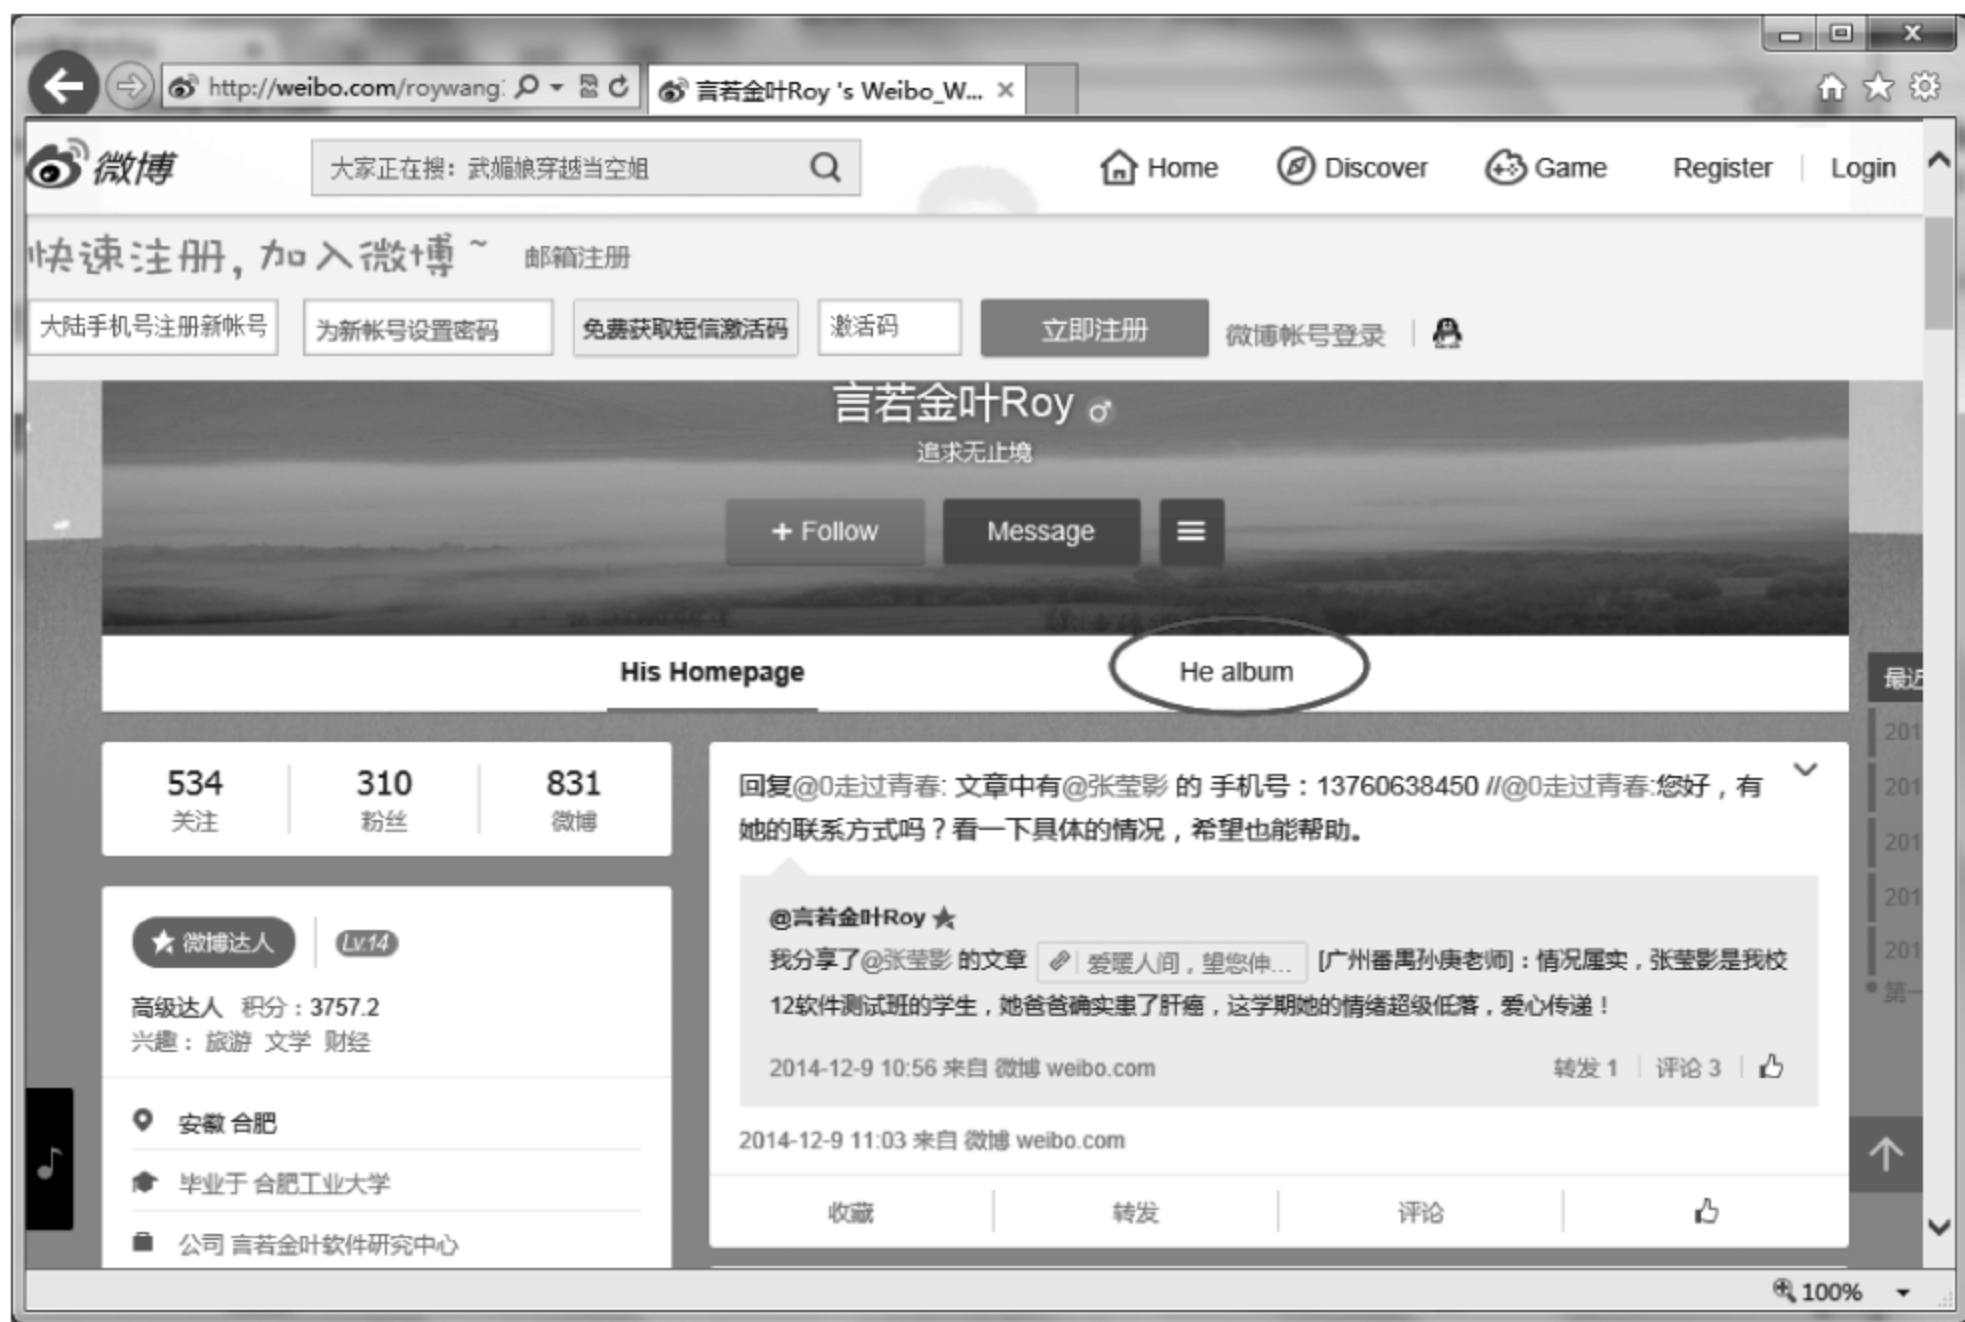 http://weibo.com/roywang
言若金叶Roy 's Weibo_W...
微博
大家正在搜：武媚娘穿越当空姐
Home
Discover
Game
Register
Login
快速注册，加入微博~
邮箱注册
大陆手机号注册新帐号
为新帐号设置密码
免费获取短信激活码
激活码
立即注册
微博帐号登录
言若金叶Roy
追求无止境
+ Follow
Message
His Homepage
He album
最近
201
201
201
201
201
第一
534
310
831
关注
粉丝
微博
微博达人
Lv.14
高级达人 积分：3757.2
兴趣：旅游 文学 财经
安徽 合肥
毕业于 合肥工业大学
公司 言若金叶软件研究中心
回复@0走过青春: 文章中有@张莹影 的 手机号：13760638450 //@0走过青春:您好，有
她的联系方式吗？看一下具体的情况，希望也能帮助。
@言若金叶Roy
我分享了@张莹影 的文章 爱暖人间，望您伸... [广州番禺孙庚老师]：情况属实，张莹影是我校
12软件测试班的学生，她爸爸确实患了肝癌，这学期她的情绪超级低落，爱心传递！
2014-12-9 10:56 来自 微博 weibo.com
转发 1
评论 3
2014-12-9 11:03 来自 微博 weibo.com
收藏
转发
评论
100%